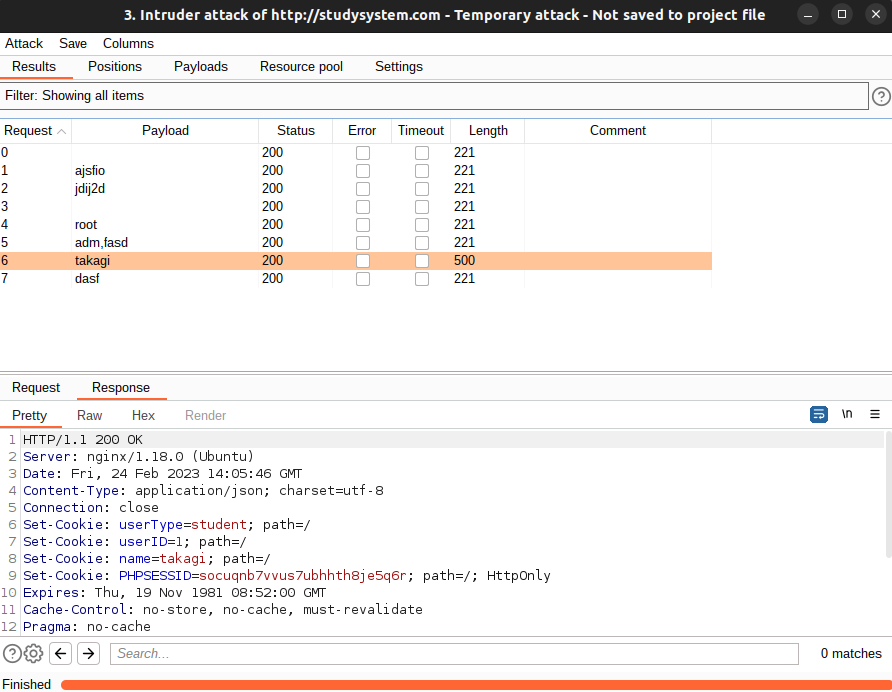 3. Intruder attack of http://studysystem.com - Temporary attack - Not saved to project file
Attack Save Columns
Results Positions Payloads Resource pool Settings
Filter: Showing all items
?
Request Payload Status Error Timeout Length Comment
0 200 221
1 ajsfio 200 221
2 jdij2d 200 221
3 200 221
4 root 200 221
5 adm,fasd 200 221
6 takagi 200 500
7 dasf 200 221
Request Response
Pretty Raw Hex Render \n
1 HTTP/1.1 200 OK
2 Server: nginx/1.18.0 (Ubuntu)
3 Date: Fri, 24 Feb 2023 14:05:46 GMT
4 Content-Type: application/json; charset=utf-8
5 Connection: close
6 Set-Cookie: userType=student; path=/
7 Set-Cookie: userID=1; path=/
8 Set-Cookie: name=takagi; path=/
9 Set-Cookie: PHPSESSID=socuqnb7vvus7ubhhth8je5q6r; path=/; HttpOnly
10 Expires: Thu, 19 Nov 1981 08:52:00 GMT
11 Cache-Control: no-store, no-cache, must-revalidate
12 Pragma: no-cache
? Search... 0 matches
Finished